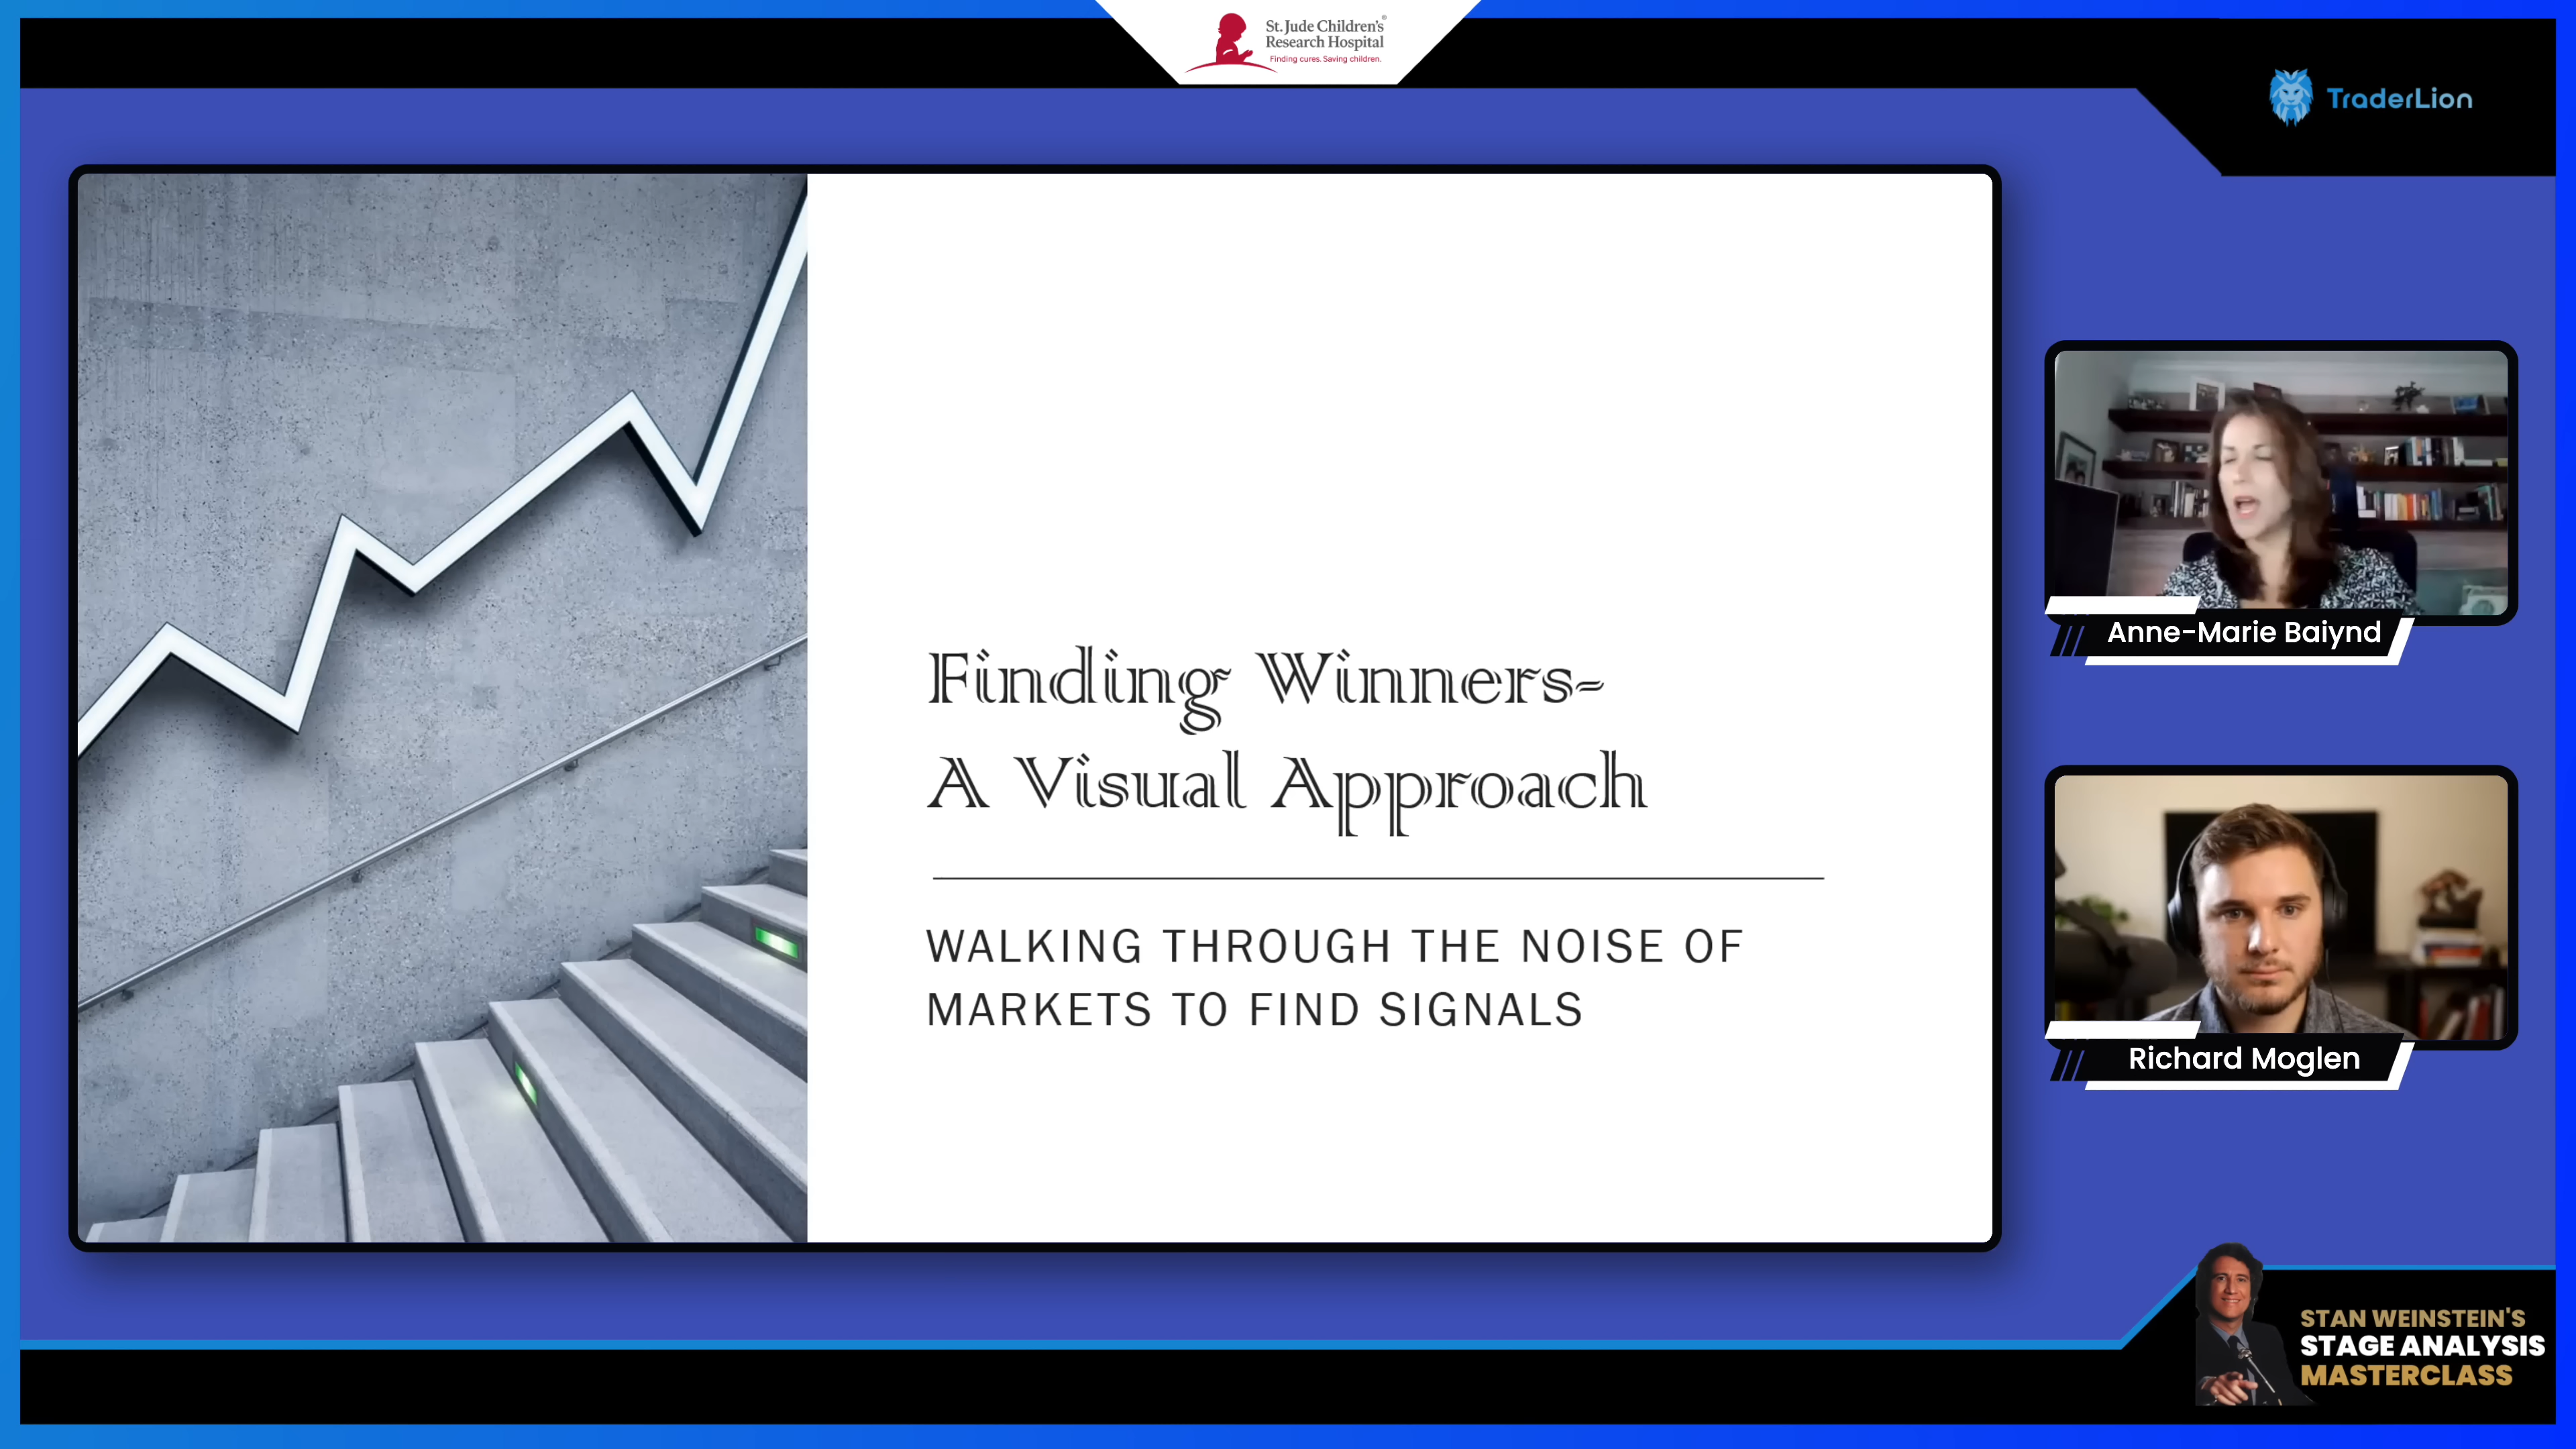 St. Jude Children's®
Research Hospital
Finding cures. Saving children.
TraderLion
Finding Winners-
A Visual Approach
WALKING THROUGH THE NOISE OF
MARKETS TO FIND SIGNALS
Anne-Marie Baiynd
Richard Moglen
STAN WEINSTEIN'S
STAGE ANALYSIS
MASTERCLASS